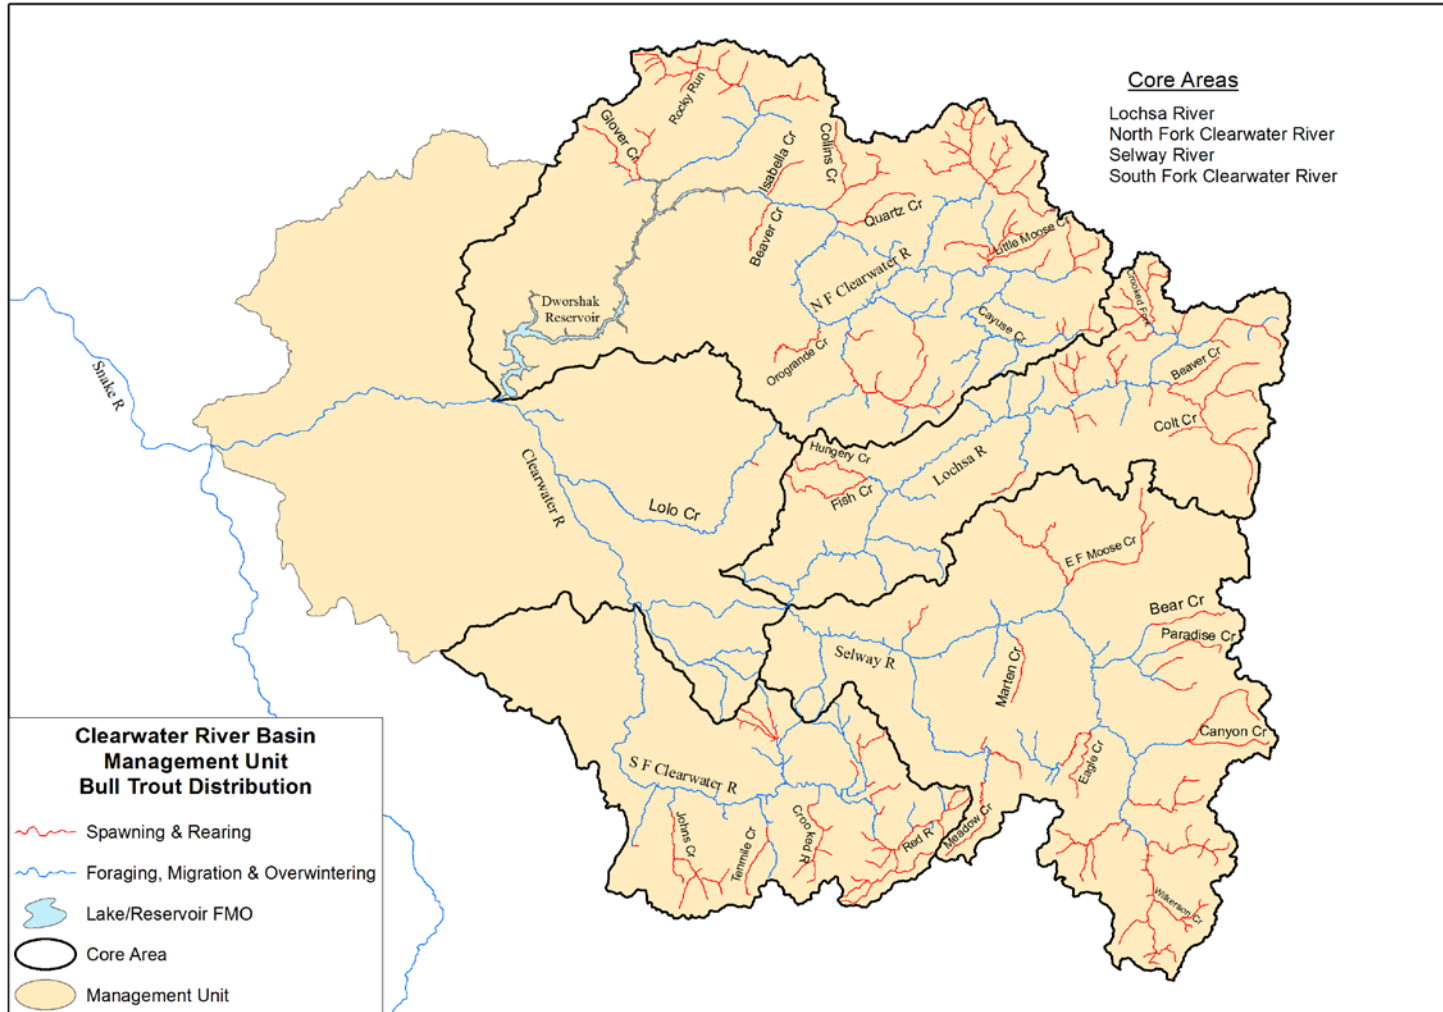 Core Areas
Lochsa River
North Fork Clearwater River
Selway River
South Fork Clearwater River
Rocky Run
Glover Cr
Isabella Cr
Collins Cr
Beaver Cr
Quartz Cr
Little Moose Cr
N F Clearwater R
Crooked Fork
Dworshak
Reservoir
Cayuse Cr
Orogrande Cr
Beaver Cr
Snake R
Colt Cr
Hungery Cr
Lochsa R
Fish Cr
Clearwater R
Lolo Cr
E F Moose Cr
Bear Cr
Paradise Cr
Selway R
Marten Cr
Canyon Cr
Eagle Cr
S F Clearwater R
Johns Cr
Tenmile Cr
Crooked R
Red R
Meadow Cr
Wilkerson Cr
Clearwater River Basin
Management Unit
Bull Trout Distribution
Spawning & Rearing
Foraging, Migration & Overwintering
Lake/Reservoir FMO
Core Area
Management Unit